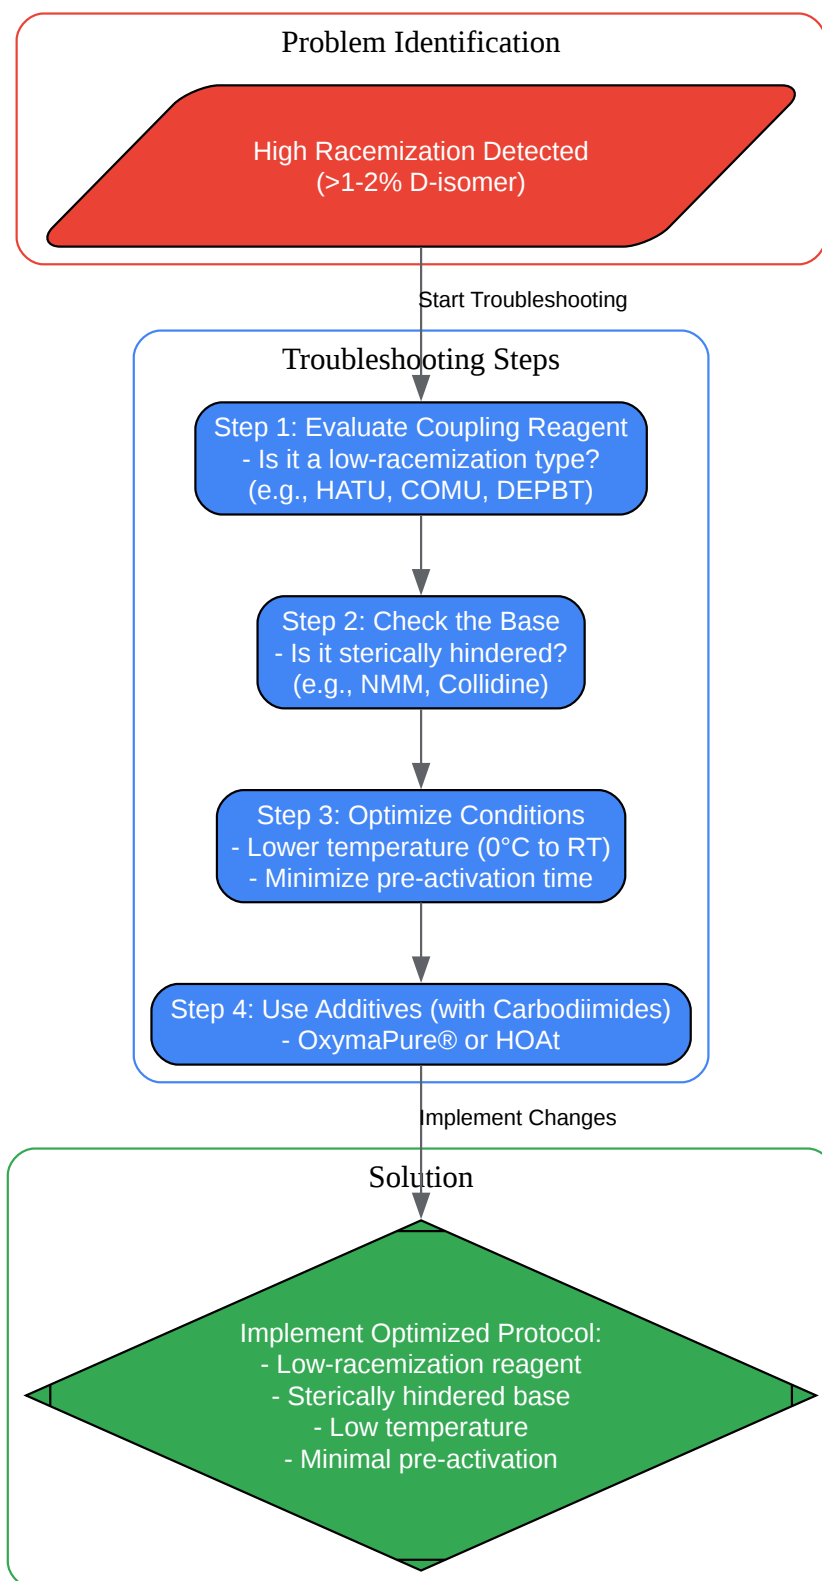 Problem Identification
High Racemization Detected
(>1-2% D-isomer)
Start Troubleshooting
Troubleshooting Steps
Step 1: Evaluate Coupling Reagent
- Is it a low-racemization type?
(e.g., HATU, COMU, DEPBT)
Step 2: Check the Base
- Is it sterically hindered?
(e.g., NMM, Collidine)
Step 3: Optimize Conditions
- Lower temperature (0°C to RT)
- Minimize pre-activation time
Step 4: Use Additives (with Carbodiimides)
- OxymaPure® or HOAt
Implement Changes
Solution
Implement Optimized Protocol:
- Low-racemization reagent
- Sterically hindered base
- Low temperature
- Minimal pre-activation